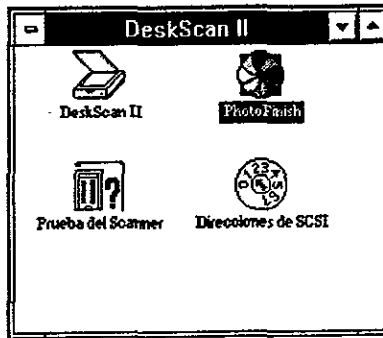 DeskScan II
DeskScan II
PhotoFinish
Prueba del Scanner
Direcciones de SCSI